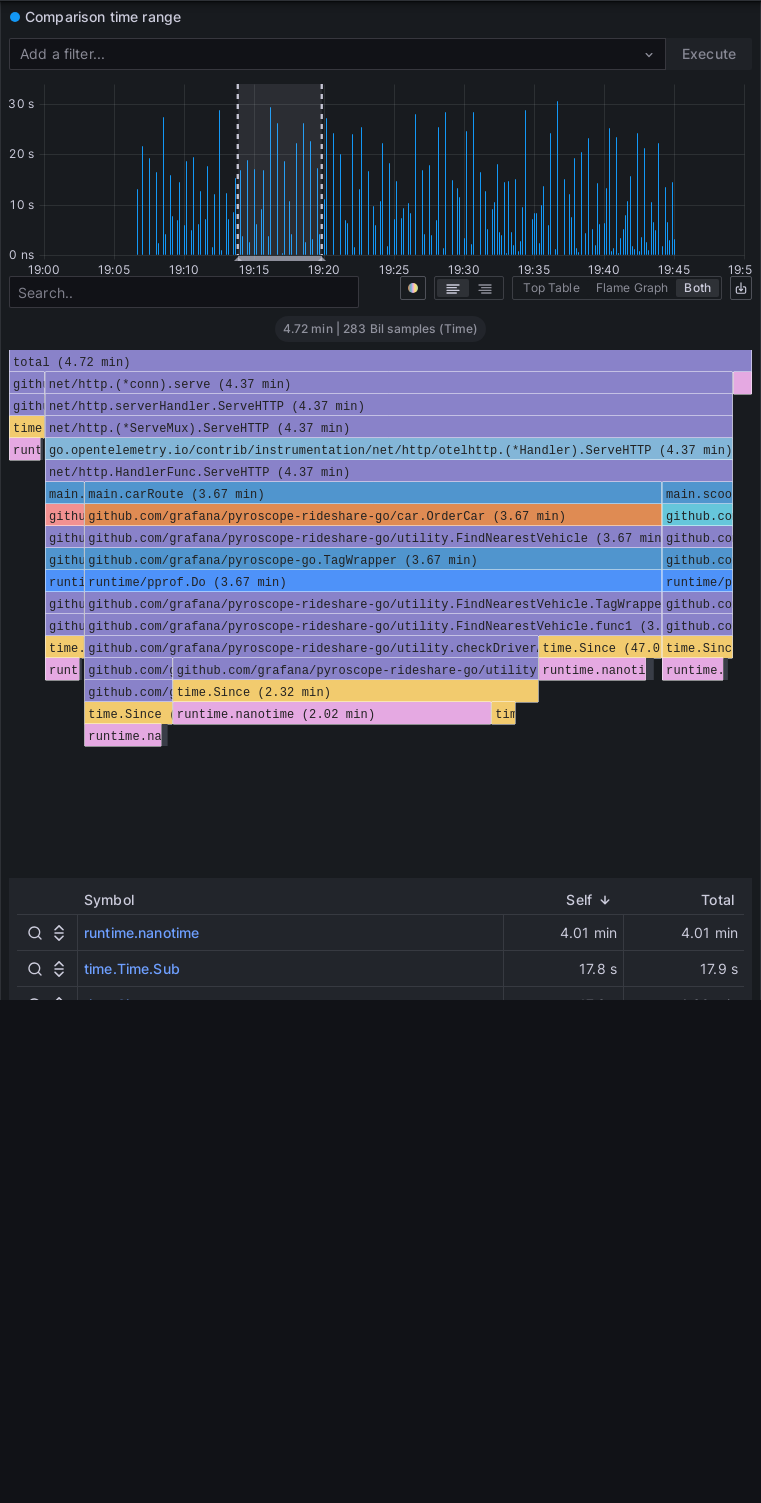 Comparison time range
Add a filter... Execute
30 s
20 s
10 s
0 ns
19:00 19:05 19:10 19:15 19:20 19:25 19:30 19:35 19:40 19:45 19:5
Search.. Top Table Flame Graph Both
4.72 min | 283 Bil samples (Time)
total (4.72 min)
gith net/http.(*conn).serve (4.37 min)
gith net/http.serverHandler.ServeHTTP (4.37 min)
time net/http.(*ServeMux).ServeHTTP (4.37 min)
runt go.opentelemetry.io/contrib/instrumentation/net/http/otelhttp.(*Handler).ServeHTTP (4.37 min)
net/http.HandlerFunc.ServeHTTP (4.37 min)
main. main.carRoute (3.67 min) main.scoo
githu github.com/grafana/pyroscope-rideshare-go/car.OrderCar (3.67 min) github.co
githu github.com/grafana/pyroscope-rideshare-go/utility.FindNearestVehicle (3.67 min github.co
githu github.com/grafana/pyroscope-go.TagWrapper (3.67 min) github.co
runti runtime/pprof.Do (3.67 min) runtime/p
githu github.com/grafana/pyroscope-rideshare-go/utility.FindNearestVehicle.TagWrappe github.co
githu github.com/grafana/pyroscope-rideshare-go/utility.FindNearestVehicle.func1 (3. github.co
time. github.com/grafana/pyroscope-rideshare-go/utility.checkDriver time.Since (47.0 time.Sinc
runt github.com/g github.com/grafana/pyroscope-rideshare-go/utility runtime.nanoti runtime.
github.com/g time.Since (2.32 min)
time.Since ( runtime.nanotime (2.02 min) tim
runtime.na
Symbol Self Total
runtime.nanotime 4.01 min 4.01 min
time.Time.Sub 17.8 s 17.9 s